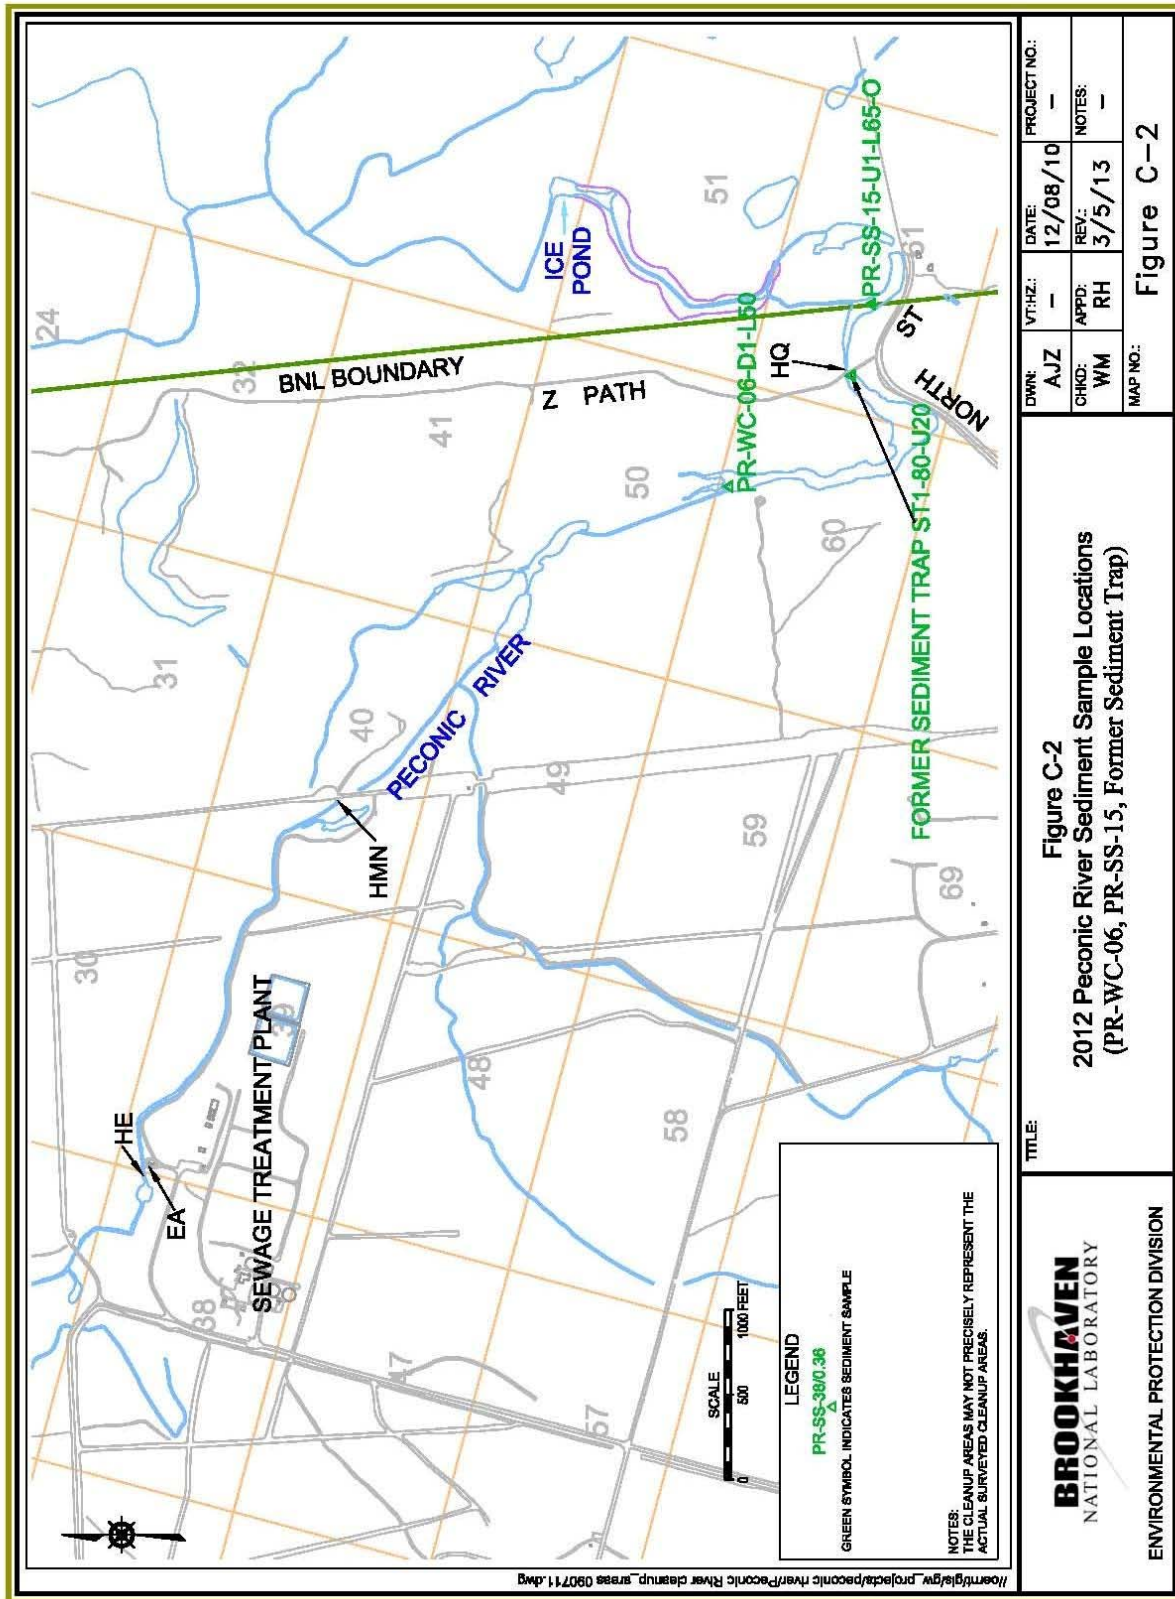 24
32
BNL BOUNDARY
31
41
Z PATH
ICE
POND
51
30
40
PECONIC RIVER
50
PR-WC-06-D1-L50
HQ
PR-SS-15-U1-L65-O
61
NORTH ST
HE
EA
HMN
39
SEWAGE TREATMENT PLANT
38
49
60
FORMER SEDIMENT TRAP ST1-80-U20
48
59
69
47
58
57
SCALE
0 500 1000 FEET
LEGEND
PR-SS-38/0.36
GREEN SYMBOL INDICATES SEDIMENT SAMPLE
NOTES:
THE CLEANUP AREAS MAY NOT PRECISELY REPRESENT THE
ACTUAL SURVEYED CLEANUP AREAS.
BROOKHAVEN
NATIONAL LABORATORY
ENVIRONMENTAL PROTECTION DIVISION
TITLE:
Figure C-2
2012 Peconic River Sediment Sample Locations
(PR-WC-06, PR-SS-15, Former Sediment Trap)
DWN: AJZ
VT:HZ.: –
DATE: 12/08/10
PROJECT NO.: –
CHKD: WM
APPD: RH
REV.: 3/5/13
NOTES: –
MAP NO.:
Figure C-2